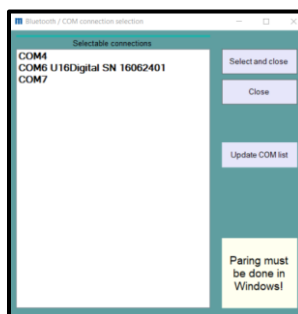 Bluetooth / COM connection selection
Selectable connections
COM4
COM6 U16Digital SN 16062401
COM7
Select and close
Close
Update COM list
Paring must
be done in
Windows!